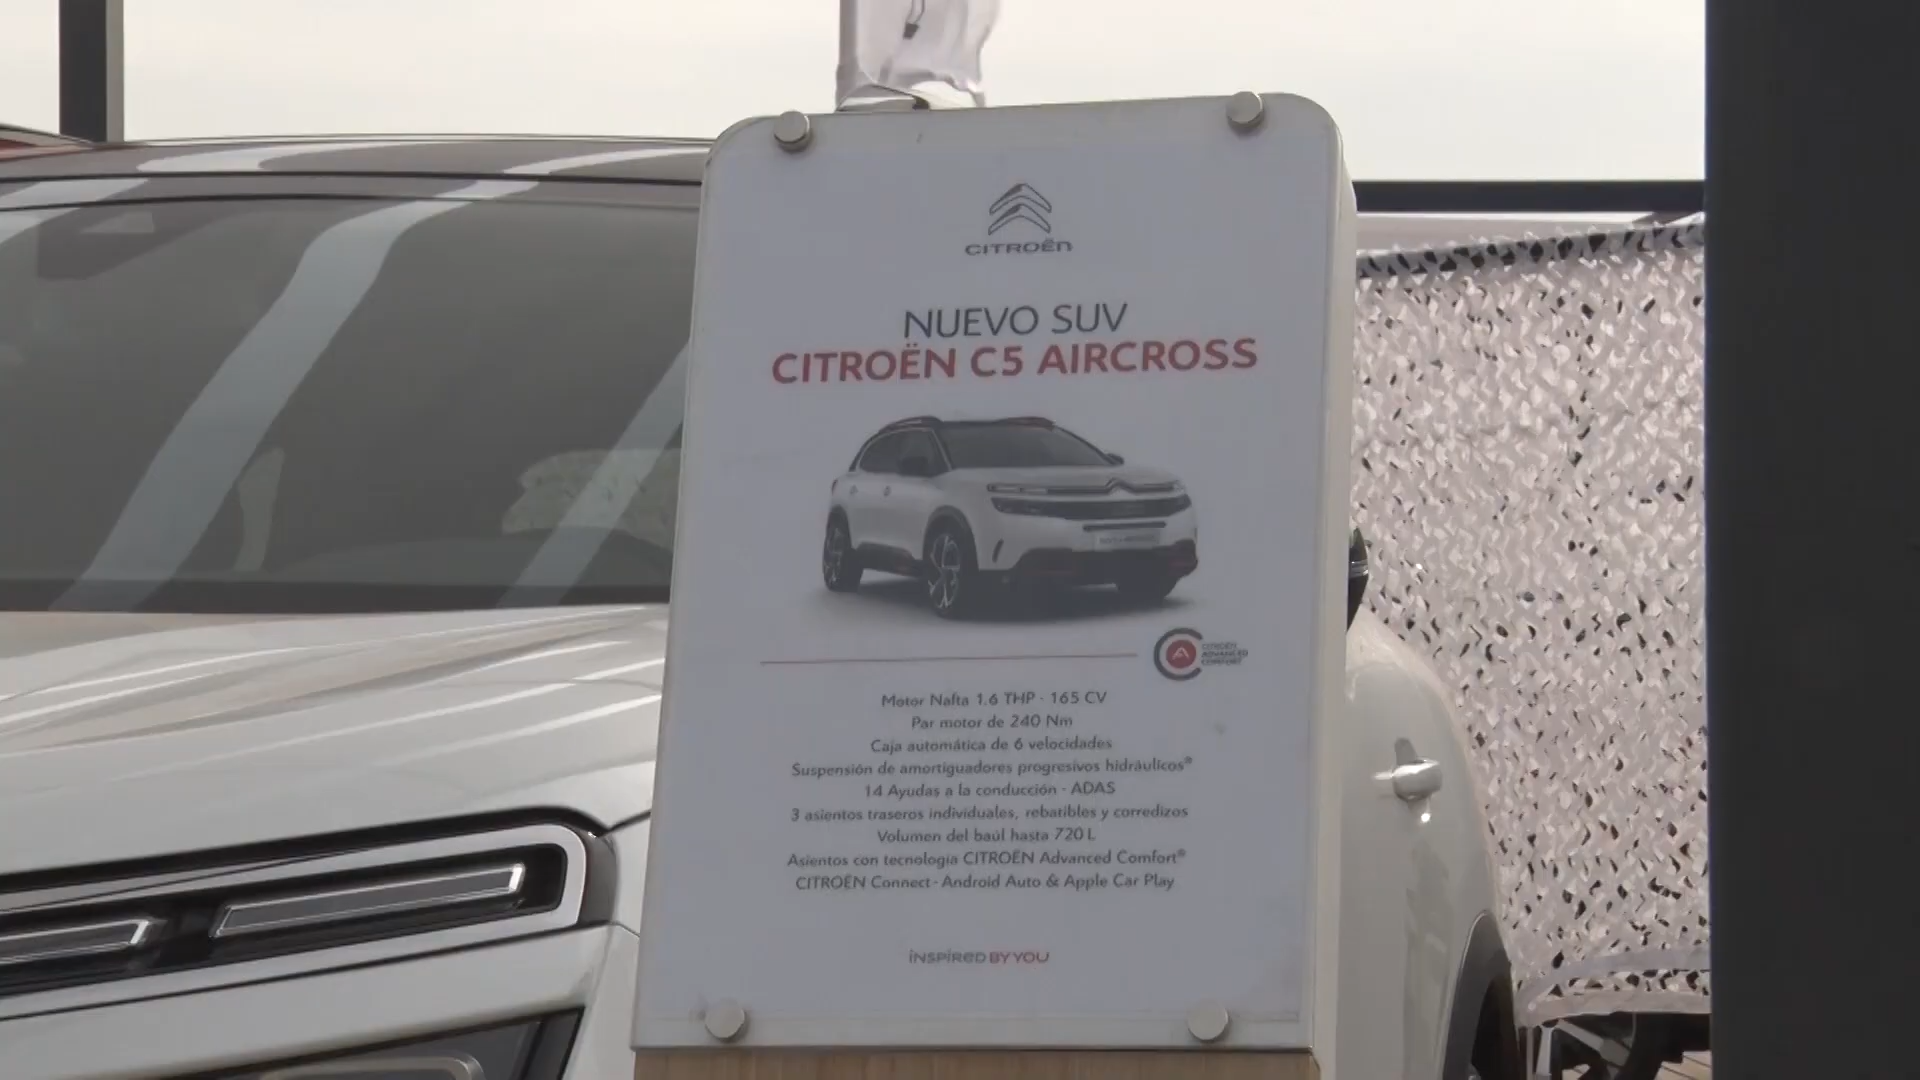 CITROËN
NUEVO SUV
CITROËN C5 AIRCROSS
CITROËN
ADVANCED
COMFORT
Motor Nafta 1.6 THP - 165 CV
Par motor de 240 Nm
Caja automática de 6 velocidades
Suspensión de amortiguadores progresivos hidráulicos®
14 Ayudas a la conducción - ADAS
3 asientos traseros individuales, rebatibles y corredizos
Volumen del baúl hasta 720 L
Asientos con tecnología CITROËN Advanced Comfort®
CITROËN Connect - Android Auto & Apple Car Play
INSPIRED BY YOU